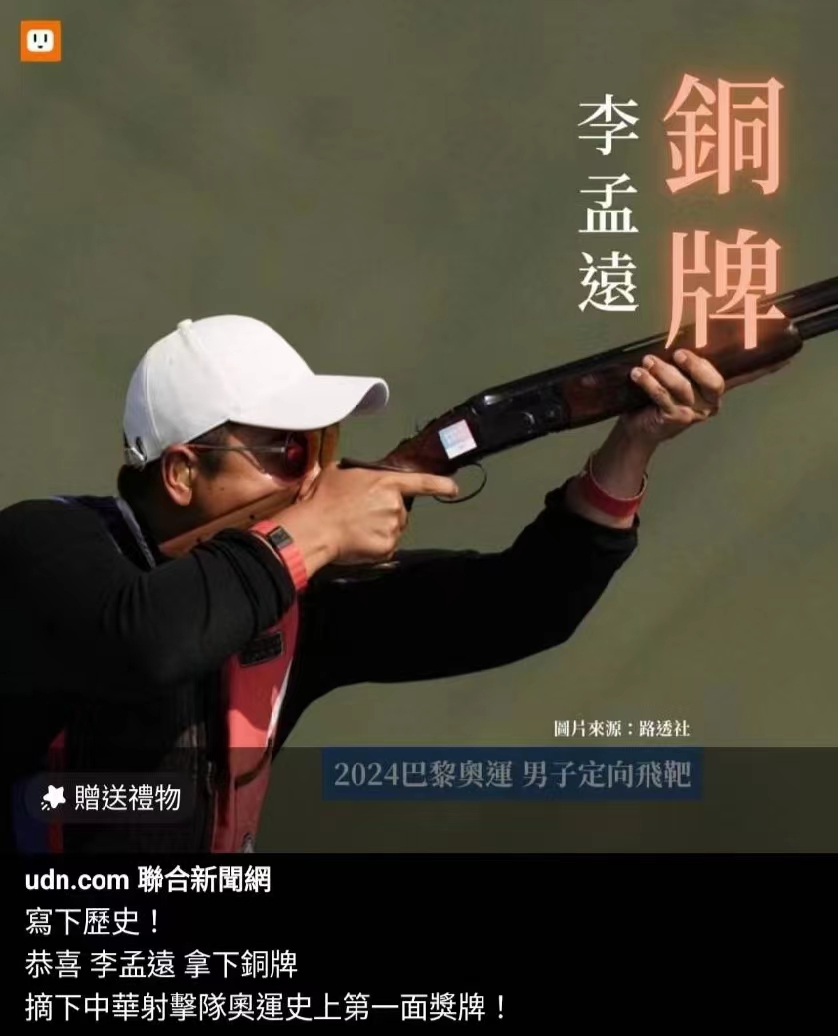 銅牌
李孟遠
圖片來源：路透社
2024巴黎奧運 男子定向飛靶
贈送禮物
udn.com 聯合新聞網
寫下歷史！
恭喜 李孟遠 拿下銅牌
摘下中華射擊隊奧運史上第一面獎牌！